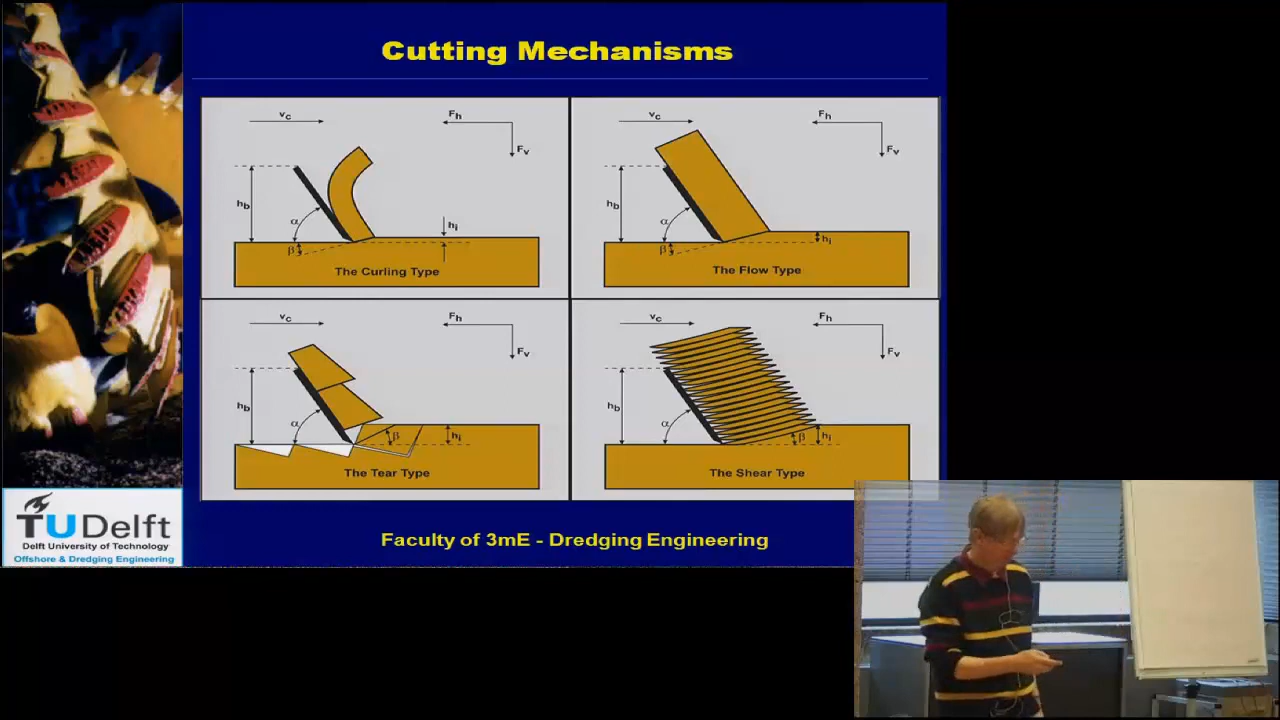 Cutting Mechanisms
vc
Fh
Fv
hb
α
β
hi
The Curling Type
vc
Fh
Fv
hb
α
β
hi
The Flow Type
vc
Fh
Fv
hb
α
β
hi
The Tear Type
vc
Fh
Fv
hb
α
β
hi
The Shear Type
TUDelft
Delft University of Technology
Offshore & Dredging Engineering
Faculty of 3mE - Dredging Engineering